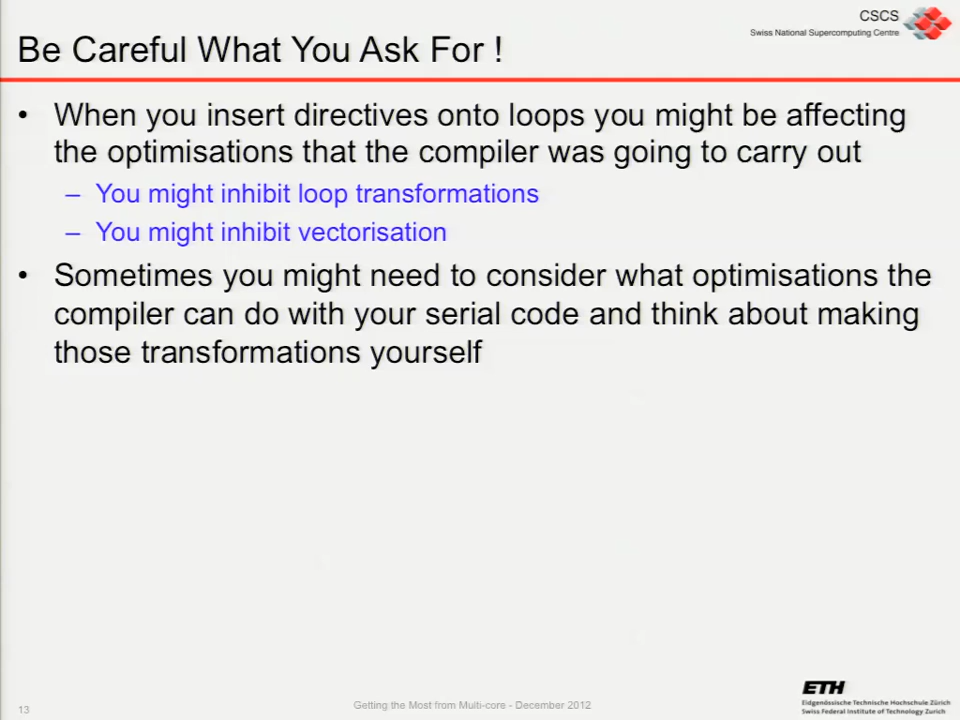 CSCS
Swiss National Supercomputing Centre
Be Careful What You Ask For !
• When you insert directives onto loops you might be affecting
the optimisations that the compiler was going to carry out
– You might inhibit loop transformations
– You might inhibit vectorisation
• Sometimes you might need to consider what optimisations the
compiler can do with your serial code and think about making
those transformations yourself
13
Getting the Most from Multi-core - December 2012
ETH
Eidgenössische Technische Hochschule Zürich
Swiss Federal Institute of Technology Zurich